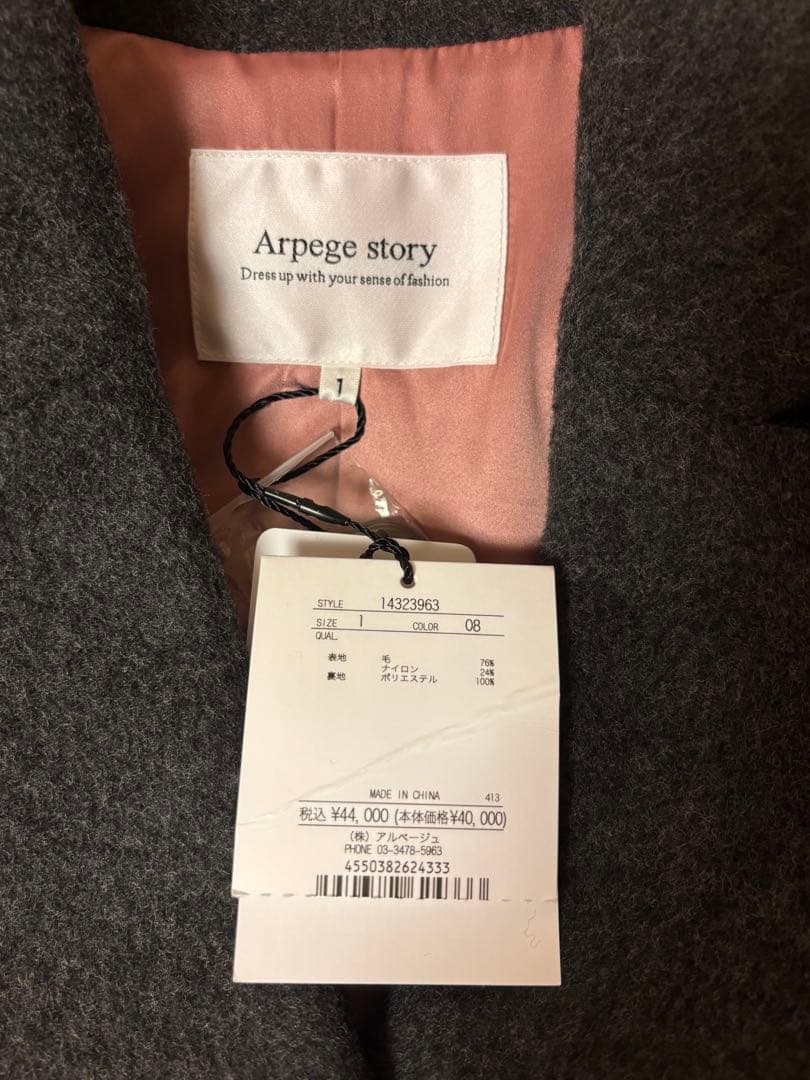 Arpege story
Dress up with your sense of fashion
1
STYLE 14323963
SIZE 1 COLOR 08
QUAL
表地 毛 76%
ナイロン 24%
裏地 ポリエステル 100%
MADE IN CHINA 413
税込 ¥44,000 (本体価格¥40,000)
(株) アルページュ
PHONE 03-3478-5963
4550382624333